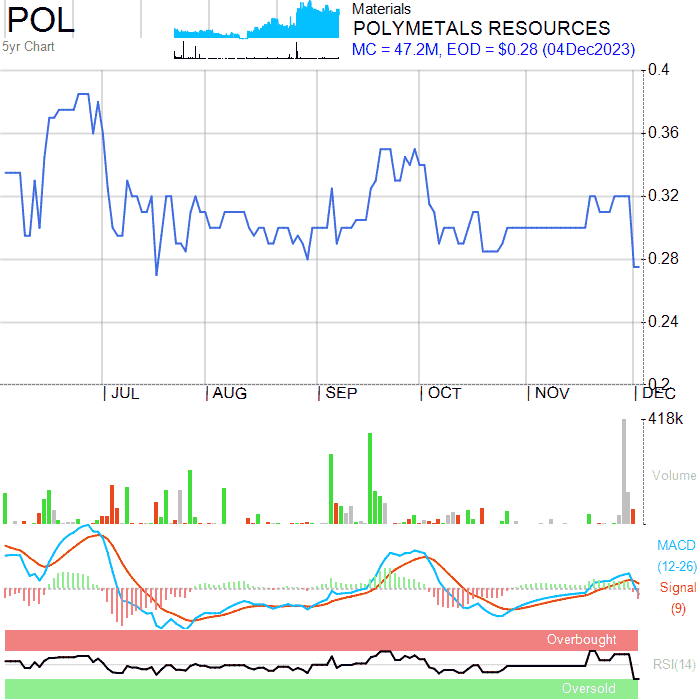 POL
5yr Chart
Materials
POLYMETALS RESOURCES
MC = 47.2M, EOD = $0.28 (04Dec2023)
0.4
0.36
0.32
0.28
0.24
0.2
JUL AUG SEP OCT NOV DEC
418k
Volume
MACD
(12-26)
Signal
(9)
Overbought
RSI(14)
Oversold